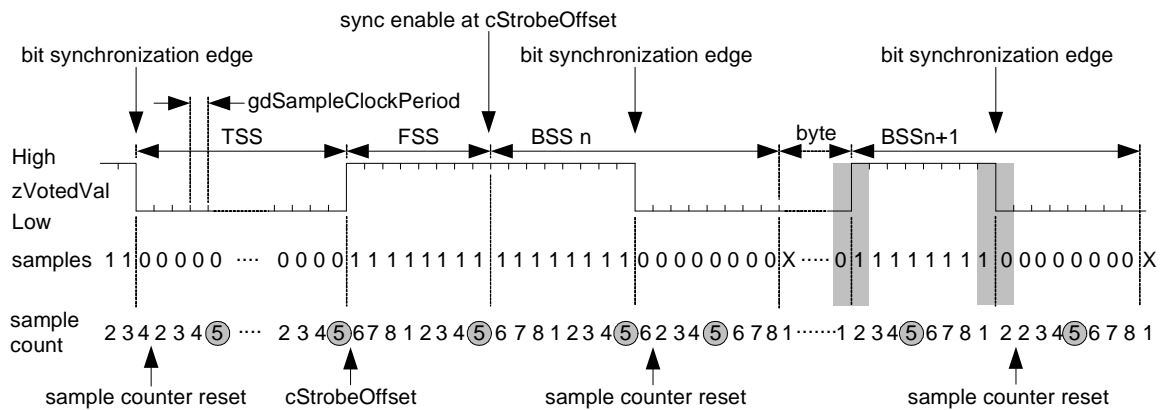 sync enable at cStrobeOffset
bit synchronization edge bit synchronization edge bit synchronization edge
gdSampleClockPeriod
TSS FSS BSS n byte BSSn+1
High
zVotedVal
Low
samples 1 1 0 0 0 0 0 0 ···· 0 0 0 0 1 1 1 1 1 1 1 1 1 1 1 1 1 1 1 1 0 0 0 0 0 0 0 0 X ····· 0 1 1 1 1 1 1 1 1 0 0 0 0 0 0 0 0 X
sample
count 2 3 4 2 3 4 5 ···· 2 3 4 5 6 7 8 1 2 3 4 5 6 7 8 1 2 3 4 5 6 2 3 4 5 6 7 8 1 ······· 1 2 3 4 5 6 7 8 1 2 2 3 4 5 6 7 8 1
sample counter reset cStrobeOffset sample counter reset sample counter reset